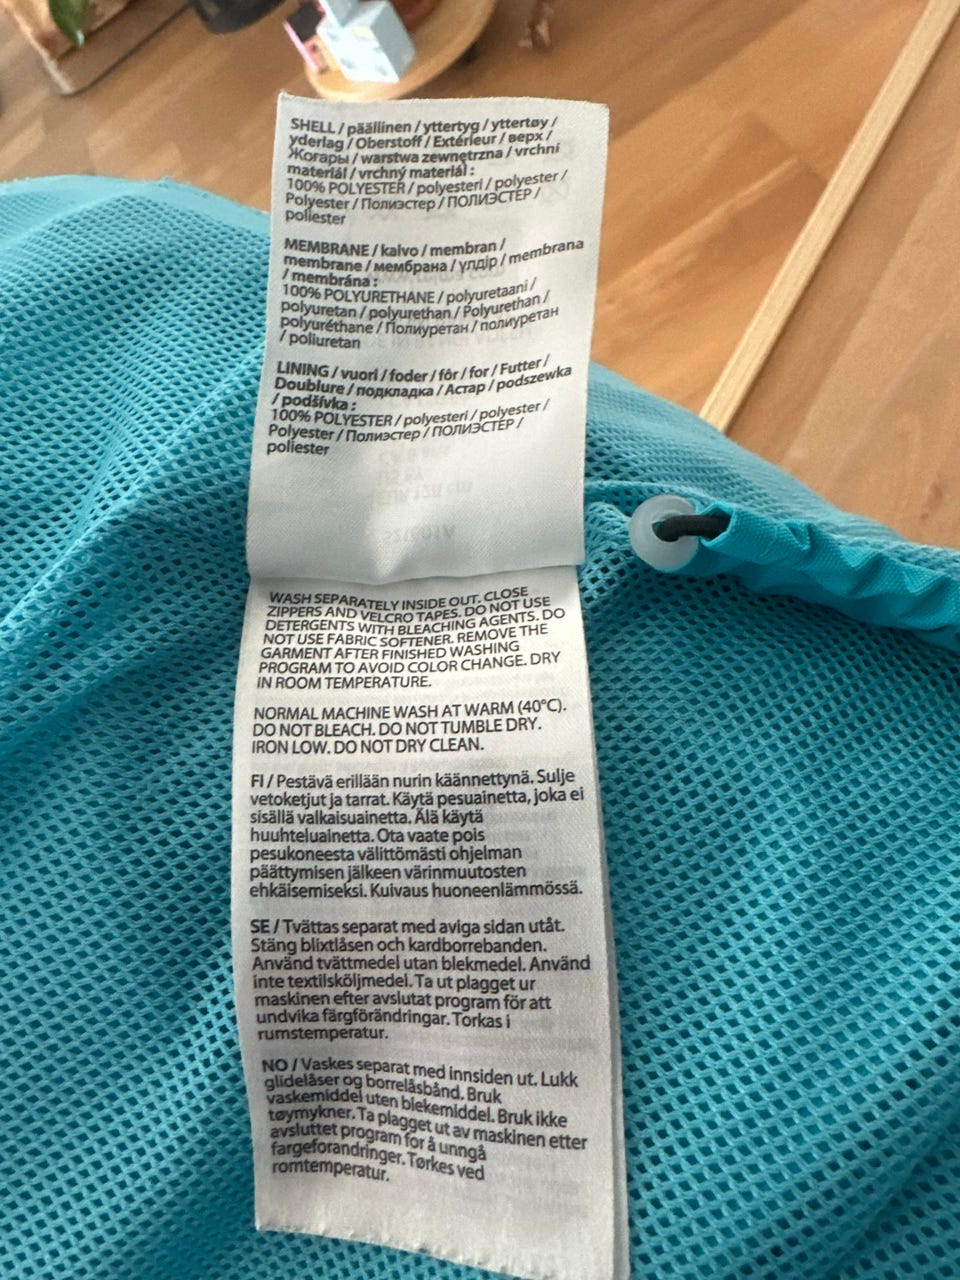 SHELL / päällinen / yttertyg / yttertøy /
yderlag / Oberstoff / Extérieur / верх /
Жоғары / warstwa zewnętrzna / vrchní
materiál / vrchný materiál :
100% POLYESTER / polyesteri / polyester /
Polyester / Полиэстер / ПОЛИЭСТЕР /
poliester
MEMBRANE / kalvo / membran /
membrane / мембрана / үлдір / membrana
/ membrána :
100% POLYURETHANE / polyuretaani /
polyuretan / polyurethan / Polyurethan /
polyuréthane / Полиуретан / полиуретан
/ poliuretan
LINING / vuori / foder / fôr / for / Futter /
Doublure / подкладка / Астар / podszewka
/ podšívka :
100% POLYESTER / polyesteri / polyester /
Polyester / Полиэстер / ПОЛИЭСТЕР /
poliester
WASH SEPARATELY INSIDE OUT. CLOSE
ZIPPERS AND VELCRO TAPES. DO NOT USE
DETERGENTS WITH BLEACHING AGENTS. DO
NOT USE FABRIC SOFTENER. REMOVE THE
GARMENT AFTER FINISHED WASHING
PROGRAM TO AVOID COLOR CHANGE. DRY
IN ROOM TEMPERATURE.
NORMAL MACHINE WASH AT WARM (40°C).
DO NOT BLEACH. DO NOT TUMBLE DRY.
IRON LOW. DO NOT DRY CLEAN.
FI / Pestävä erillään nurin käännettynä. Sulje
vetoketjut ja tarrat. Käytä pesuainetta, joka ei
sisällä valkaisuainetta. Älä käytä
huuhteluainetta. Ota vaate pois
pesukoneesta välittömästi ohjelman
päättymisen jälkeen värinmuutosten
ehkäisemiseksi. Kuivaus huoneenlämmössä.
SE / Tvättas separat med aviga sidan utåt.
Stäng blixtlåsen och kardborrebanden.
Använd tvättmedel utan blekmedel. Använd
inte textilsköljmedel. Ta ut plagget ur
maskinen efter avslutat program för att
undvika färgförändringar. Torkas i
rumstemperatur.
NO / Vaskes separat med innsiden ut. Lukk
glidelåser og borrelåsbånd. Bruk
vaskemiddel uten blekemiddel. Bruk ikke
tøymykner. Ta plagget ut av maskinen etter
avsluttet program for å unngå
fargeforandringer. Tørkes ved
romtemperatur.